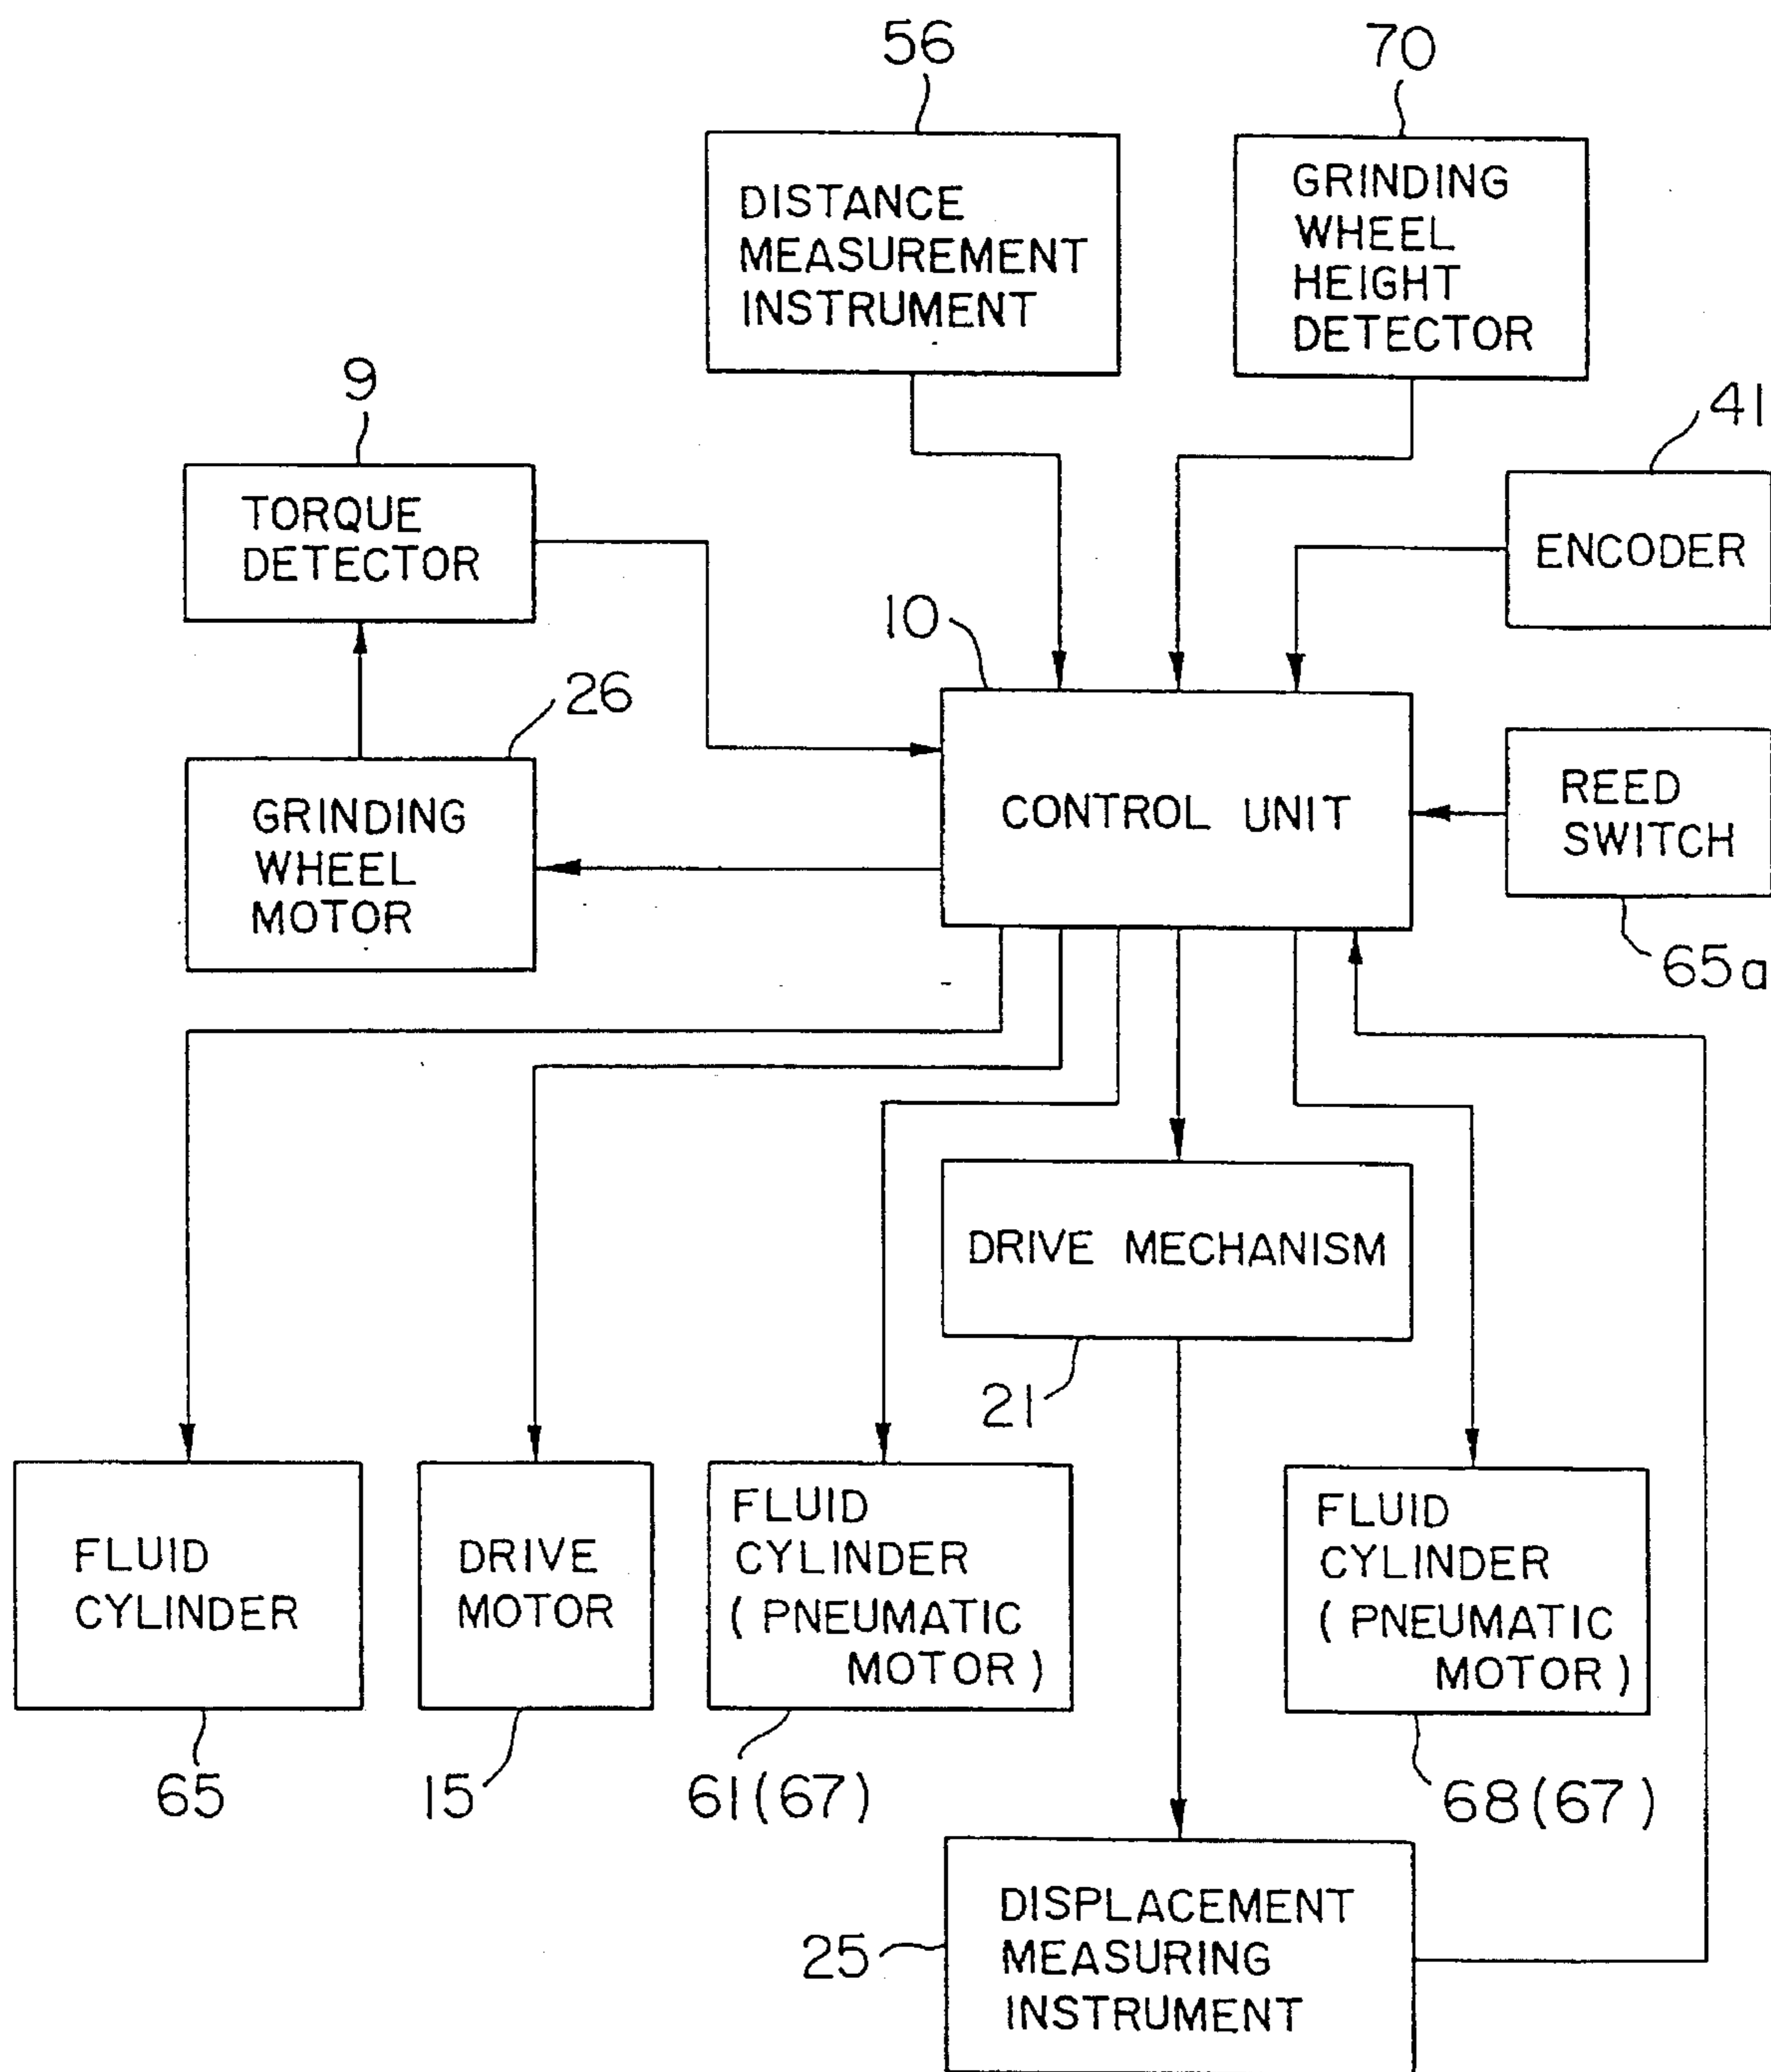 56
70
DISTANCE
MEASUREMENT
INSTRUMENT
GRINDING
WHEEL
HEIGHT
DETECTOR
9
41
TORQUE
DETECTOR
ENCODER
10
26
GRINDING
WHEEL
MOTOR
CONTROL UNIT
REED
SWITCH
65a
DRIVE MECHANISM
21
FLUID
CYLINDER
DRIVE
MOTOR
FLUID
CYLINDER
(PNEUMATIC
MOTOR)
FLUID
CYLINDER
(PNEUMATIC
MOTOR)
65
15
61(67)
68(67)
25
DISPLACEMENT
MEASURING
INSTRUMENT